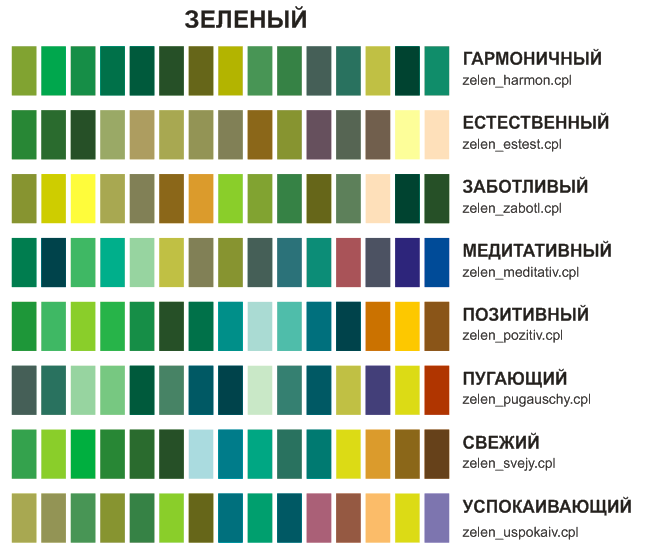 ЗЕЛЕНЫЙ
ГАРМОНИЧНЫЙ
zelen_harmon.cpl
ЕСТЕСТВЕННЫЙ
zelen_estest.cpl
ЗАБОТЛИВЫЙ
zelen_zabotl.cpl
МЕДИТАТИВНЫЙ
zelen_meditativ.cpl
ПОЗИТИВНЫЙ
zelen_pozitiv.cpl
ПУГАЮЩИЙ
zelen_pugauschy.cpl
СВЕЖИЙ
zelen_svejy.cpl
УСПОКАИВАЮЩИЙ
zelen_uspokaiv.cpl